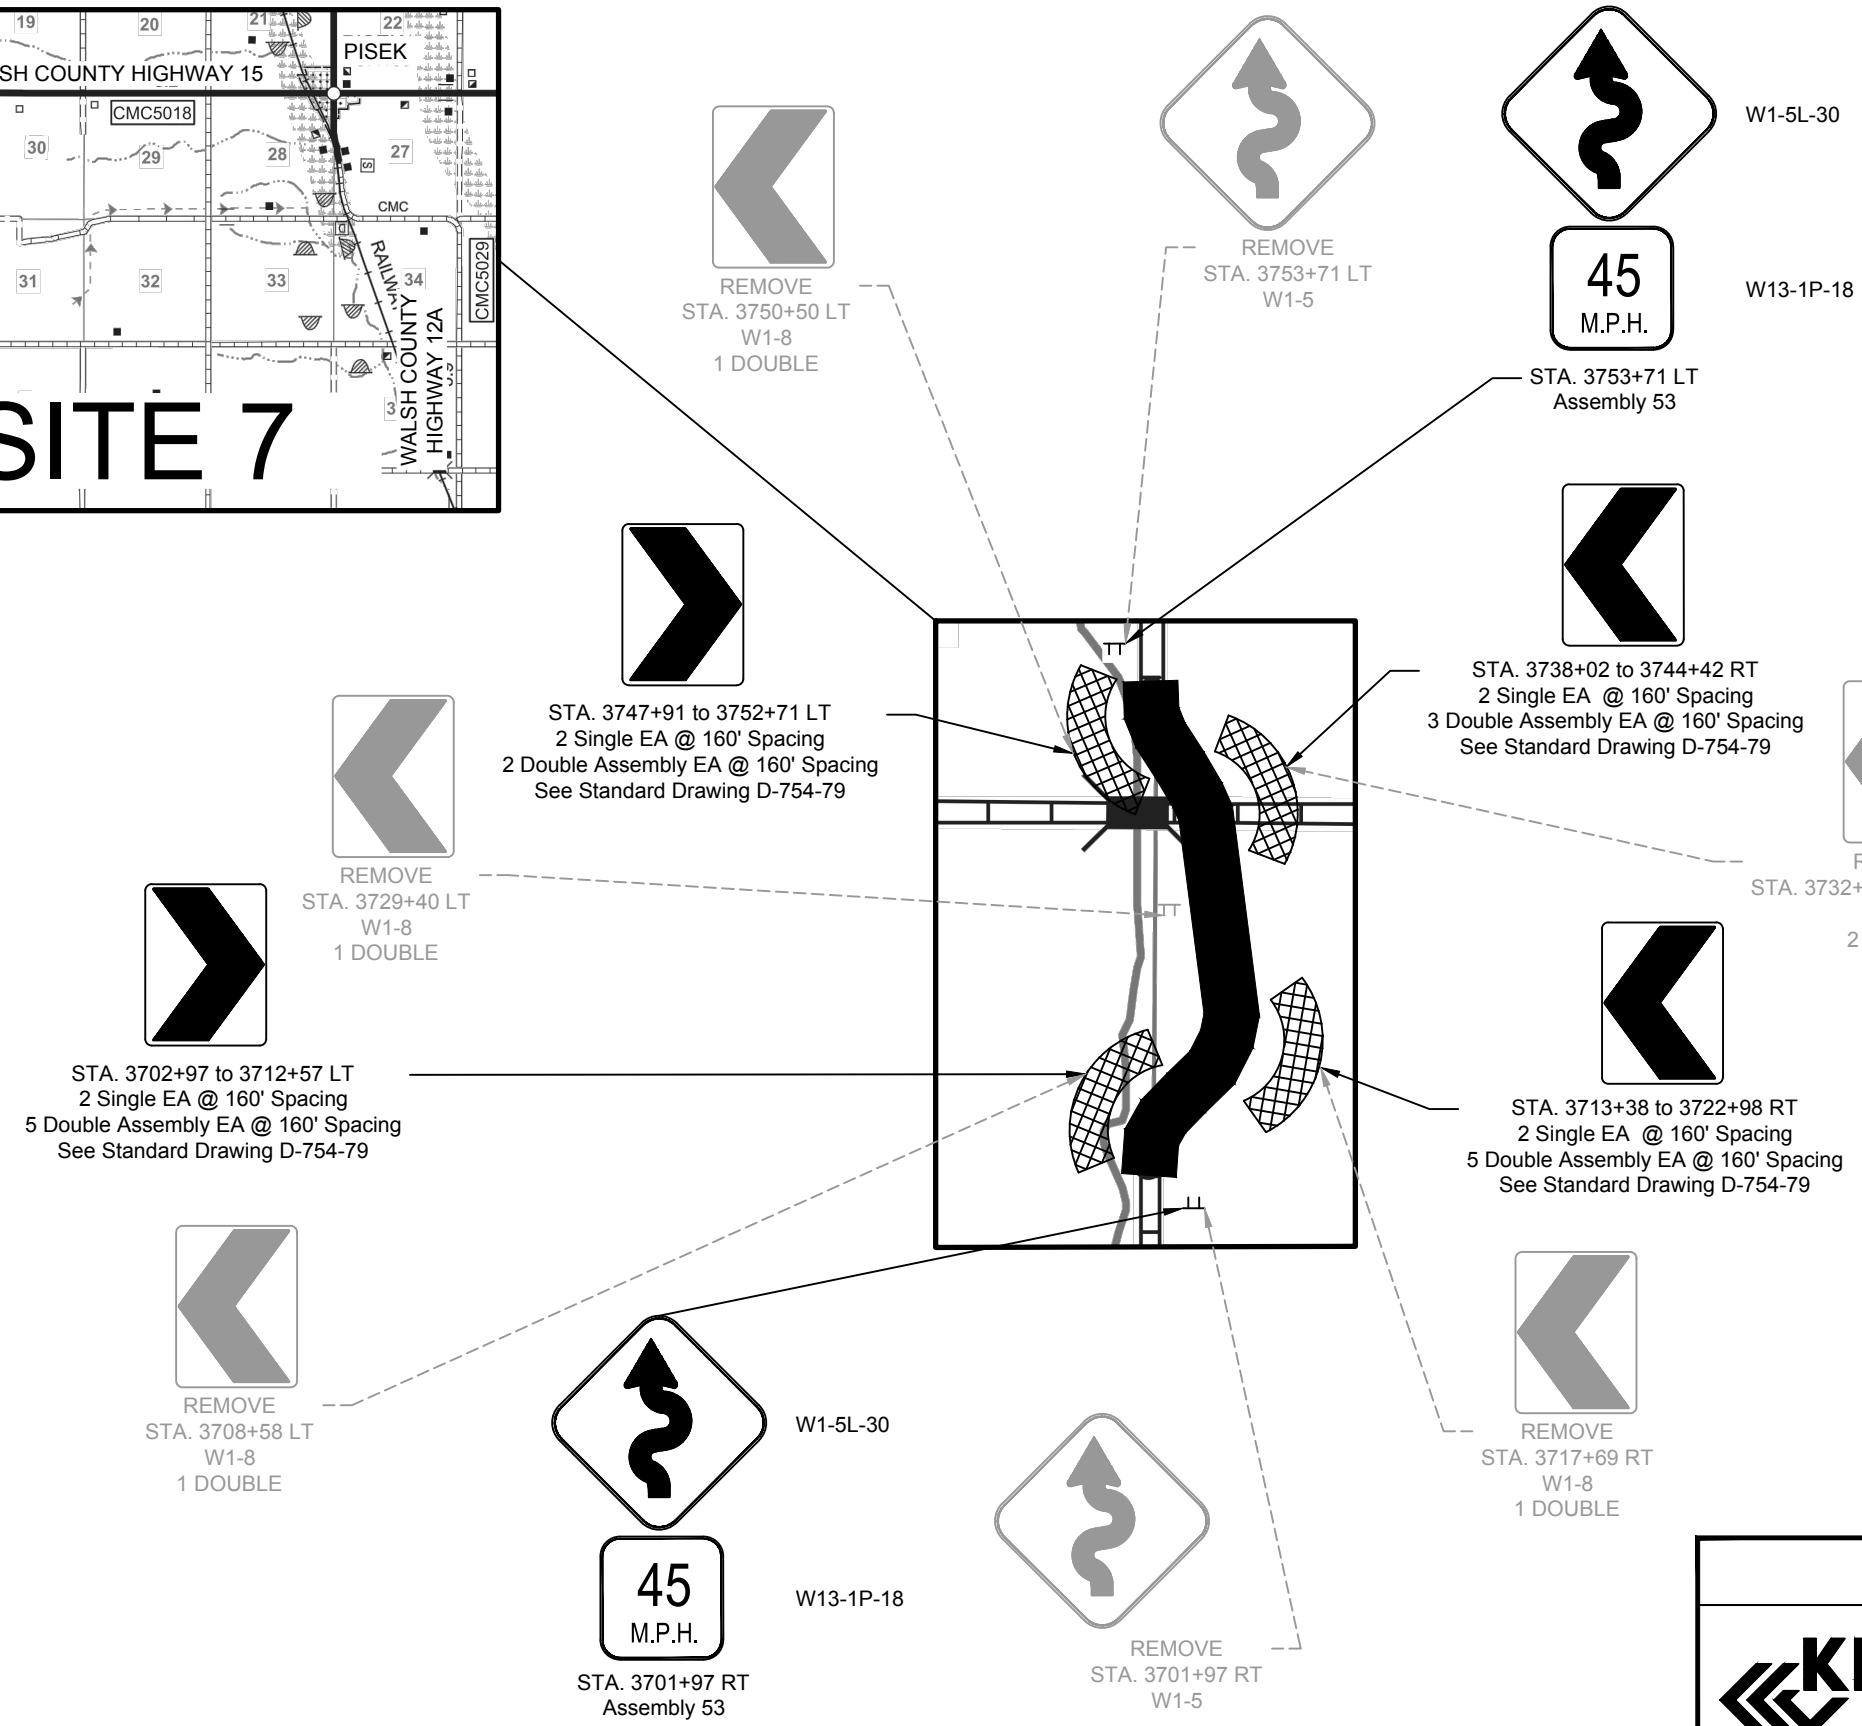 19
20
21
22
PISEK
SH COUNTY HIGHWAY 15
CMC5018
30
29
28
27
S
CMC
31
32
33
34
RAILWA
CMC5029
WALSH COUNTY
HIGHWAY 12A
3
SITE 7
REMOVE
STA. 3750+50 LT
W1-8
1 DOUBLE
REMOVE
STA. 3753+71 LT
W1-5
W1-5L-30
45
M.P.H.
W13-1P-18
STA. 3753+71 LT
Assembly 53
STA. 3747+91 to 3752+71 LT
2 Single EA @ 160' Spacing
2 Double Assembly EA @ 160' Spacing
See Standard Drawing D-754-79
STA. 3738+02 to 3744+42 RT
2 Single EA @ 160' Spacing
3 Double Assembly EA @ 160' Spacing
See Standard Drawing D-754-79
REMOVE
STA. 3729+40 LT
W1-8
1 DOUBLE
R
STA. 3732+
2
STA. 3702+97 to 3712+57 LT
2 Single EA @ 160' Spacing
5 Double Assembly EA @ 160' Spacing
See Standard Drawing D-754-79
STA. 3713+38 to 3722+98 RT
2 Single EA @ 160' Spacing
5 Double Assembly EA @ 160' Spacing
See Standard Drawing D-754-79
REMOVE
STA. 3708+58 LT
W1-8
1 DOUBLE
W1-5L-30
45
M.P.H.
W13-1P-18
STA. 3701+97 RT
Assembly 53
REMOVE
STA. 3701+97 RT
W1-5
REMOVE
STA. 3717+69 RT
W1-8
1 DOUBLE